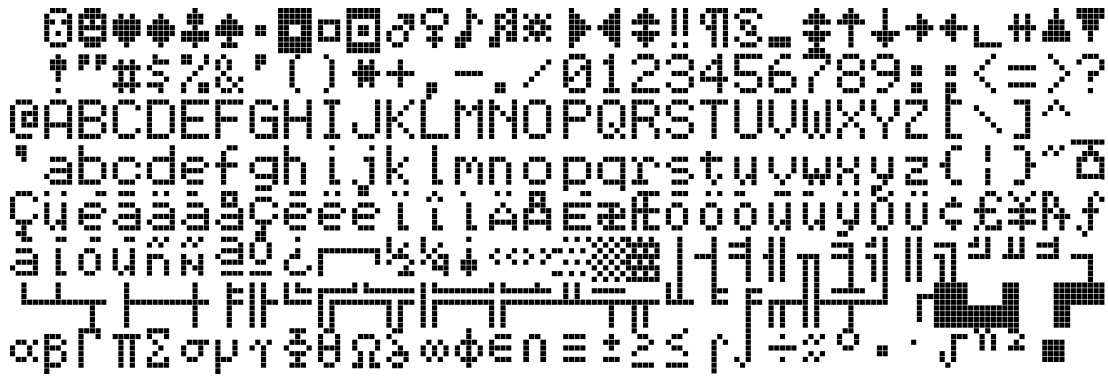 ☺☻♥♦♣♠•◘○◙♂♀♪♫☼►◄↕‼¶§▬↨↑↓→←∟↔▲▼
!"#$%&'()*+,-./0123456789:;<=>?
@ABCDEFGHIJKLMNOPQRSTUVWXYZ[\]^
`abcdefghijklmnopqrstuvwxyz{¦}~⌂
ÇüéâäàåçêëèïîìÄÅÉæÆôöòûùÿÖÜ¢£¥₧ƒ
áíóúñÑªº¿⌐¬½¼¡«»░▒▓│┤╡╢╖╕╣║╗╝╜╛┐
└┴┬├─┼╞╟╚╔╩╦╠═╬╧╨╤╥╙╘╒╓╫╪┘┌█▄▌▐▀
αßΓπΣσµτΦΘΩδ∞φε∩≡±≥≤⌠⌡÷≈°∙·√ⁿ²■